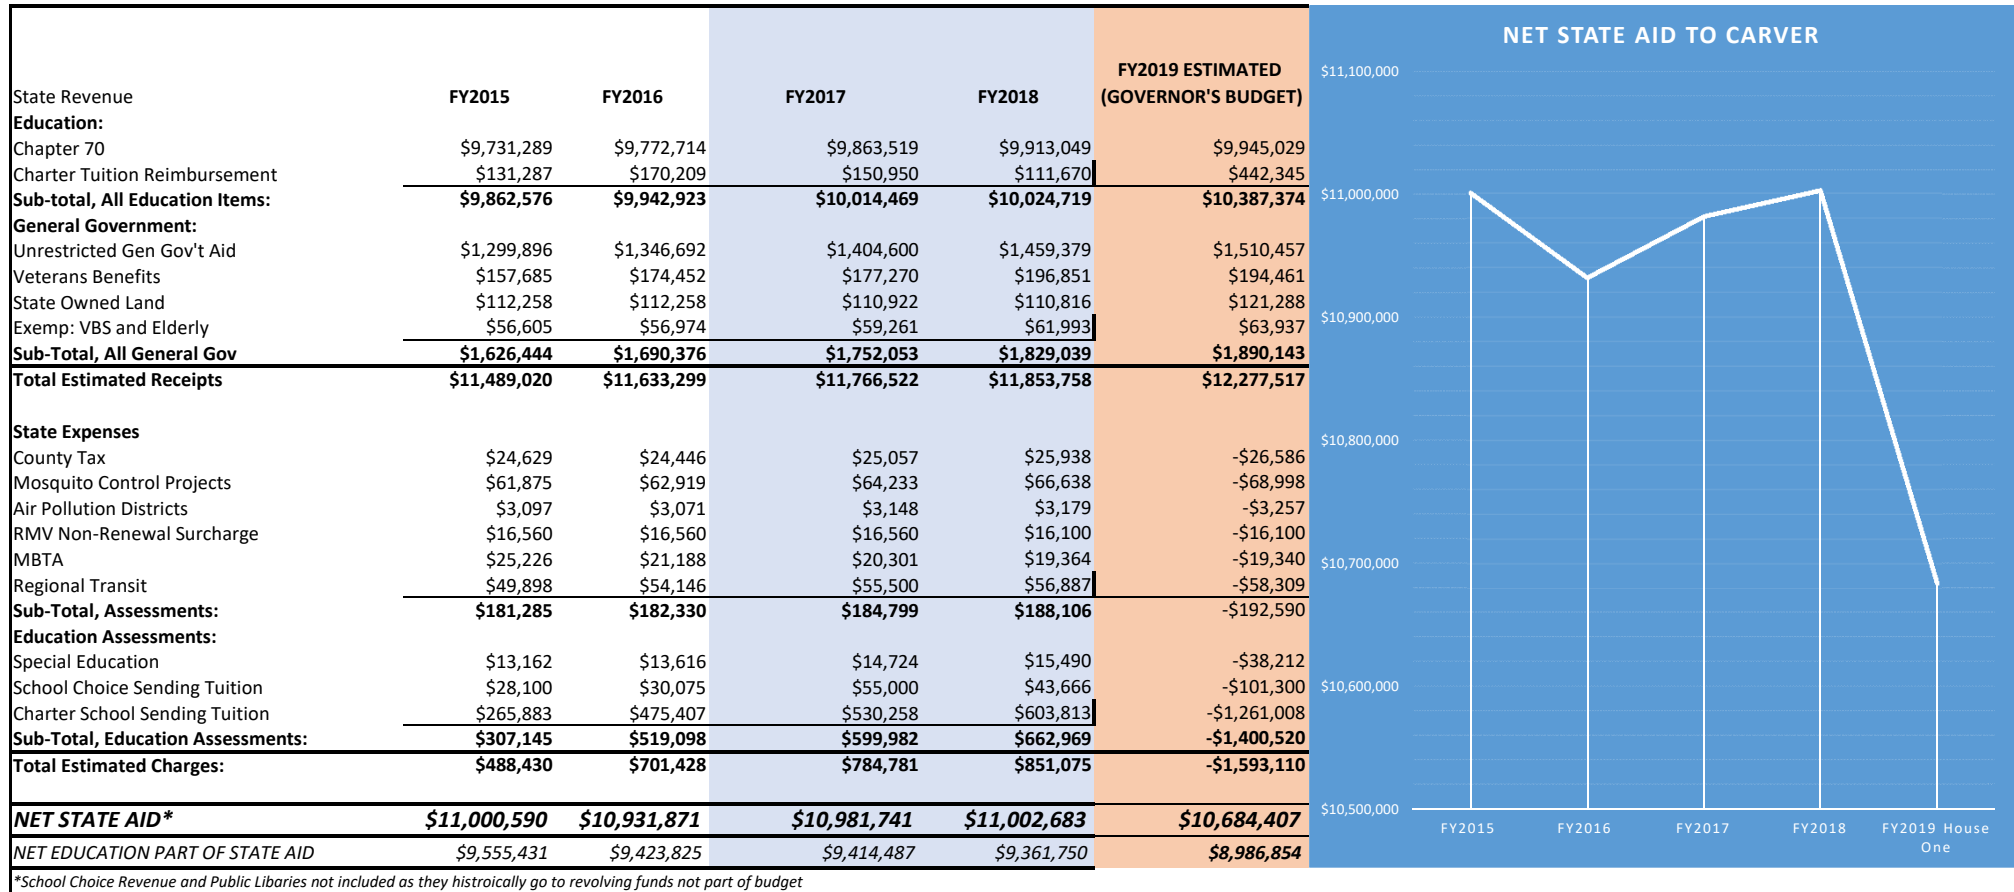 FY2019 ESTIMATED
State Revenue FY2015 FY2016 FY2017 FY2018 (GOVERNOR'S BUDGET)
Education:
Chapter 70 $9,731,289 $9,772,714 $9,863,519 $9,913,049 $9,945,029
Charter Tuition Reimbursement $131,287 $170,209 $150,950 $111,670 $442,345
Sub-total, All Education Items: $9,862,576 $9,942,923 $10,014,469 $10,024,719 $10,387,374
General Government:
Unrestricted Gen Gov't Aid $1,299,896 $1,346,692 $1,404,600 $1,459,379 $1,510,457
Veterans Benefits $157,685 $174,452 $177,270 $196,851 $194,461
State Owned Land $112,258 $112,258 $110,922 $110,816 $121,288
Exemp: VBS and Elderly $56,605 $56,974 $59,261 $61,993 $63,937
Sub-Total, All General Gov $1,626,444 $1,690,376 $1,752,053 $1,829,039 $1,890,143
Total Estimated Receipts $11,489,020 $11,633,299 $11,766,522 $11,853,758 $12,277,517
State Expenses
County Tax $24,629 $24,446 $25,057 $25,938 -$26,586
Mosquito Control Projects $61,875 $62,919 $64,233 $66,638 -$68,998
Air Pollution Districts $3,097 $3,071 $3,148 $3,179 -$3,257
RMV Non-Renewal Surcharge $16,560 $16,560 $16,560 $16,100 -$16,100
MBTA $25,226 $21,188 $20,301 $19,364 -$19,340
Regional Transit $49,898 $54,146 $55,500 $56,887 -$58,309
Sub-Total, Assessments: $181,285 $182,330 $184,799 $188,106 -$192,590
Education Assessments:
Special Education $13,162 $13,616 $14,724 $15,490 -$38,212
School Choice Sending Tuition $28,100 $30,075 $55,000 $43,666 -$101,300
Charter School Sending Tuition $265,883 $475,407 $530,258 $603,813 -$1,261,008
Sub-Total, Education Assessments: $307,145 $519,098 $599,982 $662,969 -$1,400,520
Total Estimated Charges: $488,430 $701,428 $784,781 $851,075 -$1,593,110
NET STATE AID* $11,000,590 $10,931,871 $10,981,741 $11,002,683 $10,684,407
NET EDUCATION PART OF STATE AID $9,555,431 $9,423,825 $9,414,487 $9,361,750 $8,986,854
*School Choice Revenue and Public Libaries not included as they histroically go to revolving funds not part of budget
NET STATE AID TO CARVER
$11,100,000
$11,000,000
$10,900,000
$10,800,000
$10,700,000
$10,600,000
$10,500,000
FY2015 FY2016 FY2017 FY2018 FY2019 House
One